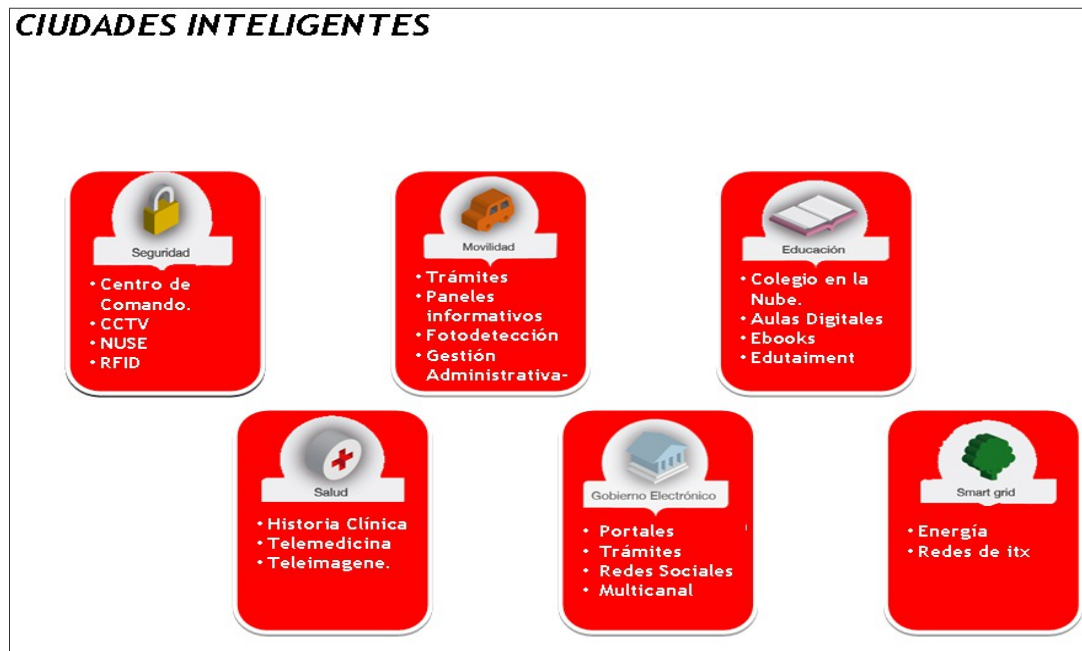 CIUDADES INTELIGENTES
Seguridad
• Centro de
Comando.
• CCTV
• NUSE
• RFID
Movilidad
• Trámites
• Paneles
informativos
• Fotodetección
• Gestión
Administrativa-
Educación
• Colegio en la
Nube.
• Aulas Digitales
• Ebooks
• Edutaiment
Salud
• Historia Clínica
• Telemedicina
• Teleimagene.
Gobierno Electrónico
• Portales
• Trámites
• Redes Sociales
• Multicanal
Smart grid
• Energía
• Redes de itx